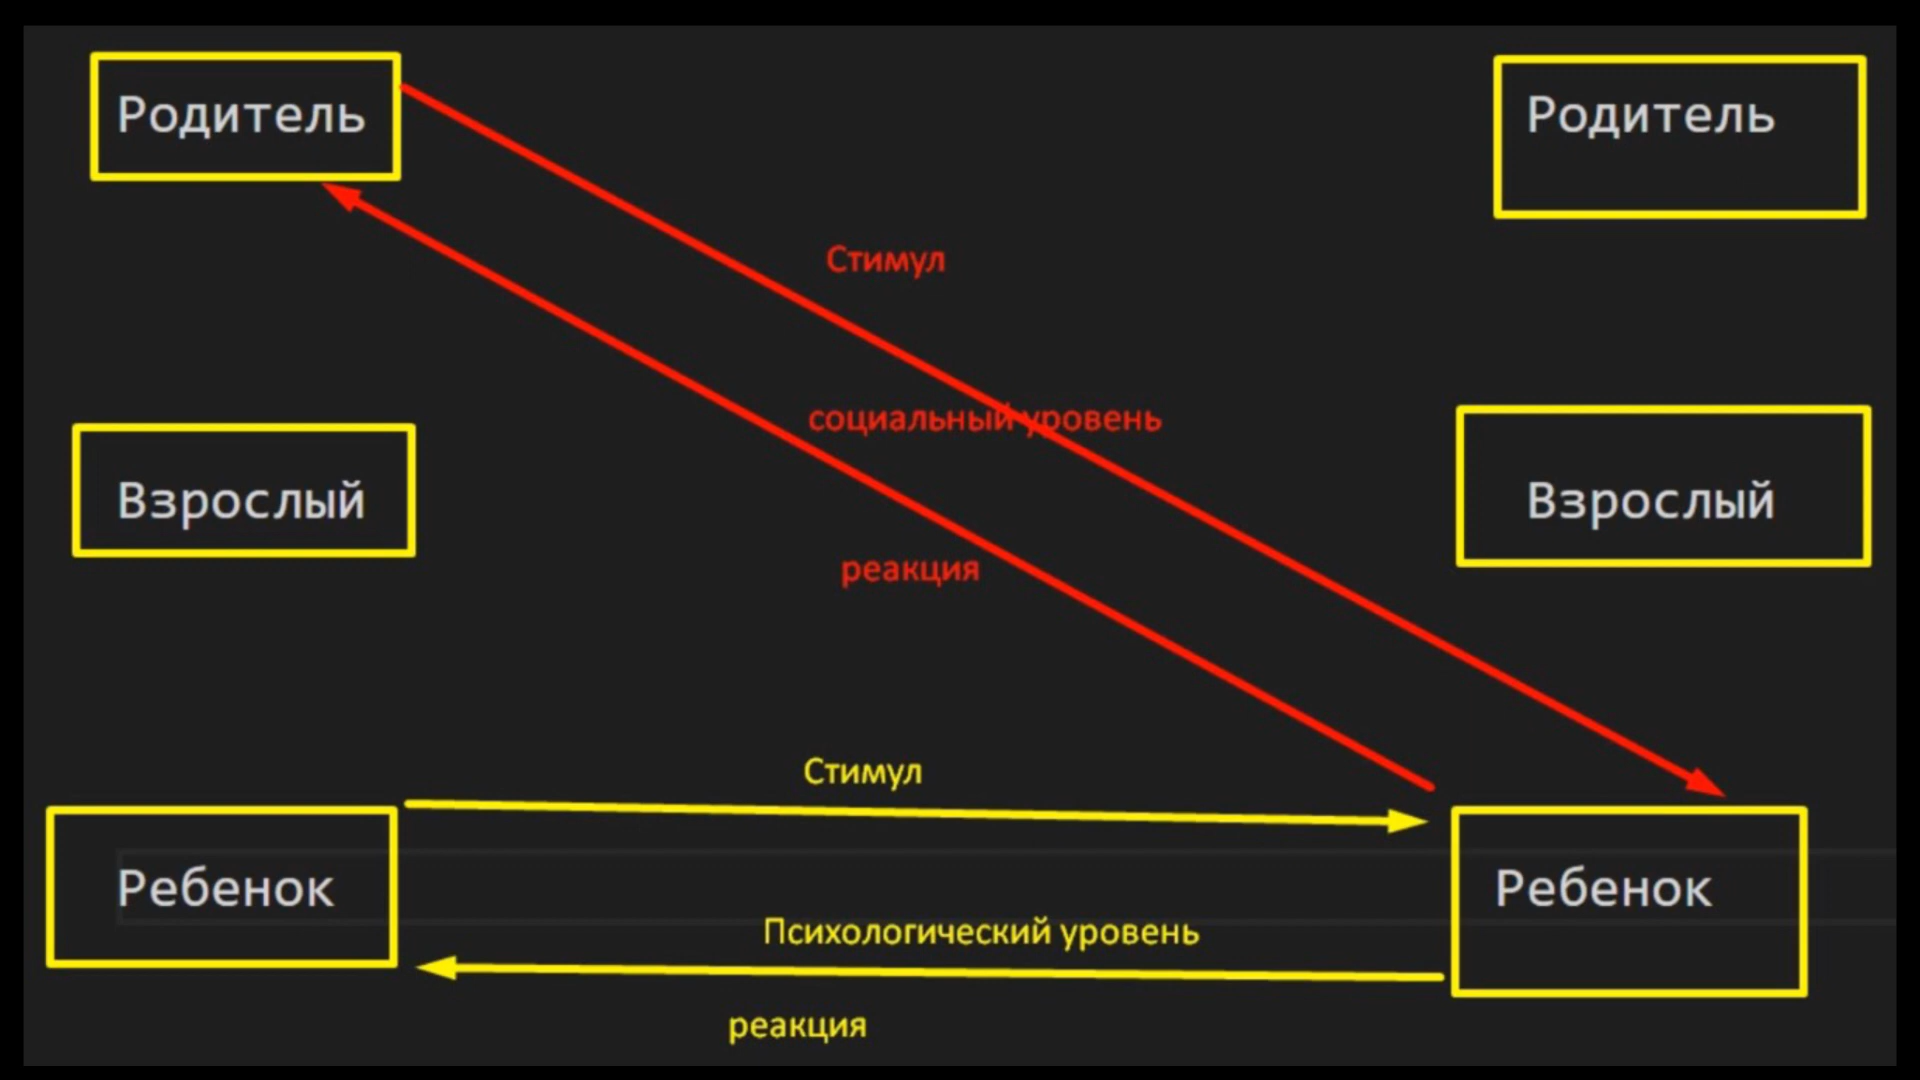 Родитель
Родитель
Стимул
социальный уровень
Взрослый
Взрослый
реакция
Стимул
Ребенок
Ребенок
Психологический уровень
реакция